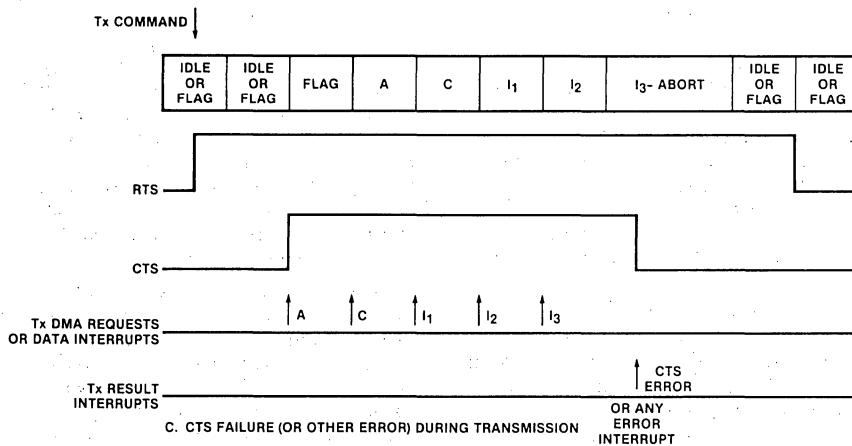 Tx COMMAND
IDLE OR FLAG
IDLE OR FLAG
FLAG
A
C
I₁
I₂
I₃- ABORT
IDLE OR FLAG
IDLE OR FLAG
RTS
CTS
A
C
I₁
I₂
I₃
Tx DMA REQUESTS
OR DATA INTERRUPTS
CTS
ERROR
Tx RESULT
INTERRUPTS
OR ANY
ERROR
INTERRUPT
C. CTS FAILURE (OR OTHER ERROR) DURING TRANSMISSION